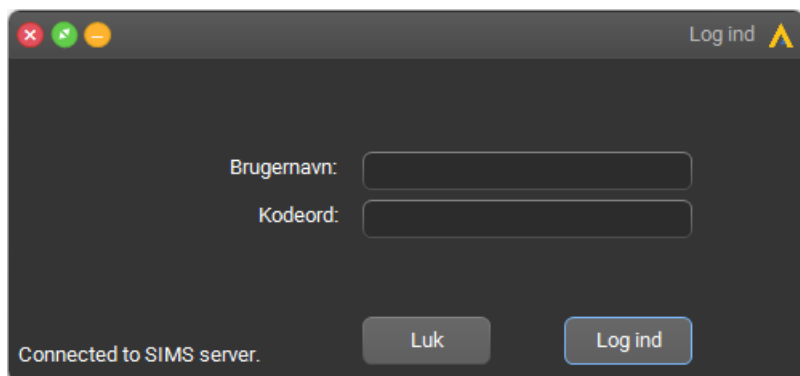 Log ind
Brugernavn:
Kodeord:
Luk
Log ind
Connected to SIMS server.